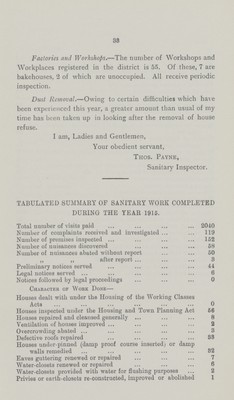 38
Factories and Workshops.—The number of Workshops and
Workplaces registered in the district is 55. Of these, 7 are
bakehouses, 2 of which are unoccupied. All receive periodic
inspection.
Dust Removal.—Owing to certain difficulties which have
been experienced this year, a greater amount than usual of my
time has been taken up in looking after the removal of house
refuse.
I am, Ladies and Gentlemen,
Your obedient servant,
Thos. Payne,
Sanitary Inspector.
TABULATED SUMMARY OF SANITARY WORK COMPLETED
DURING THE YEAR 1915.
Total number of visits paid ... ... ... ... 2040
Number of complaints received and investigated ... ... 119
Number of premises inspected ... ... ... ... 152
Number of nuisances discovered ... ... ... 38
Number of nuisances abated without report ... ... 50
„ „ after report ... ... ... 3
Preliminary notices served ... ... ... ... 44
Legal notices served ... ... ... ... 6
Notices followed by legal proceedings ... ... ... 0
Character of Work Done—
Houses dealt with under the Housing of the Working Classes
Acts ... ... ... ... ... 0
Houses inspected under the Housing and Town Planning Act
Houses repaired and cleaned generally ... ... ... 8
Ventilation of houses improved ... ... ... ... 2
Overcrowding abated ... ... ... ...
Defective roofs repaired ... ... ... ...
Houses under-pinned (damp proof course inserted) or damp
walls remedied ... ... ... ...
Eaves guttering renewed or repaired ... ... ... 7
Water-closets renewed or repaired ... ... ... 6
Water-closets provided with water for flushing purposes ... 2
Privies or earth-closets re-constructed, improved or abolished 1